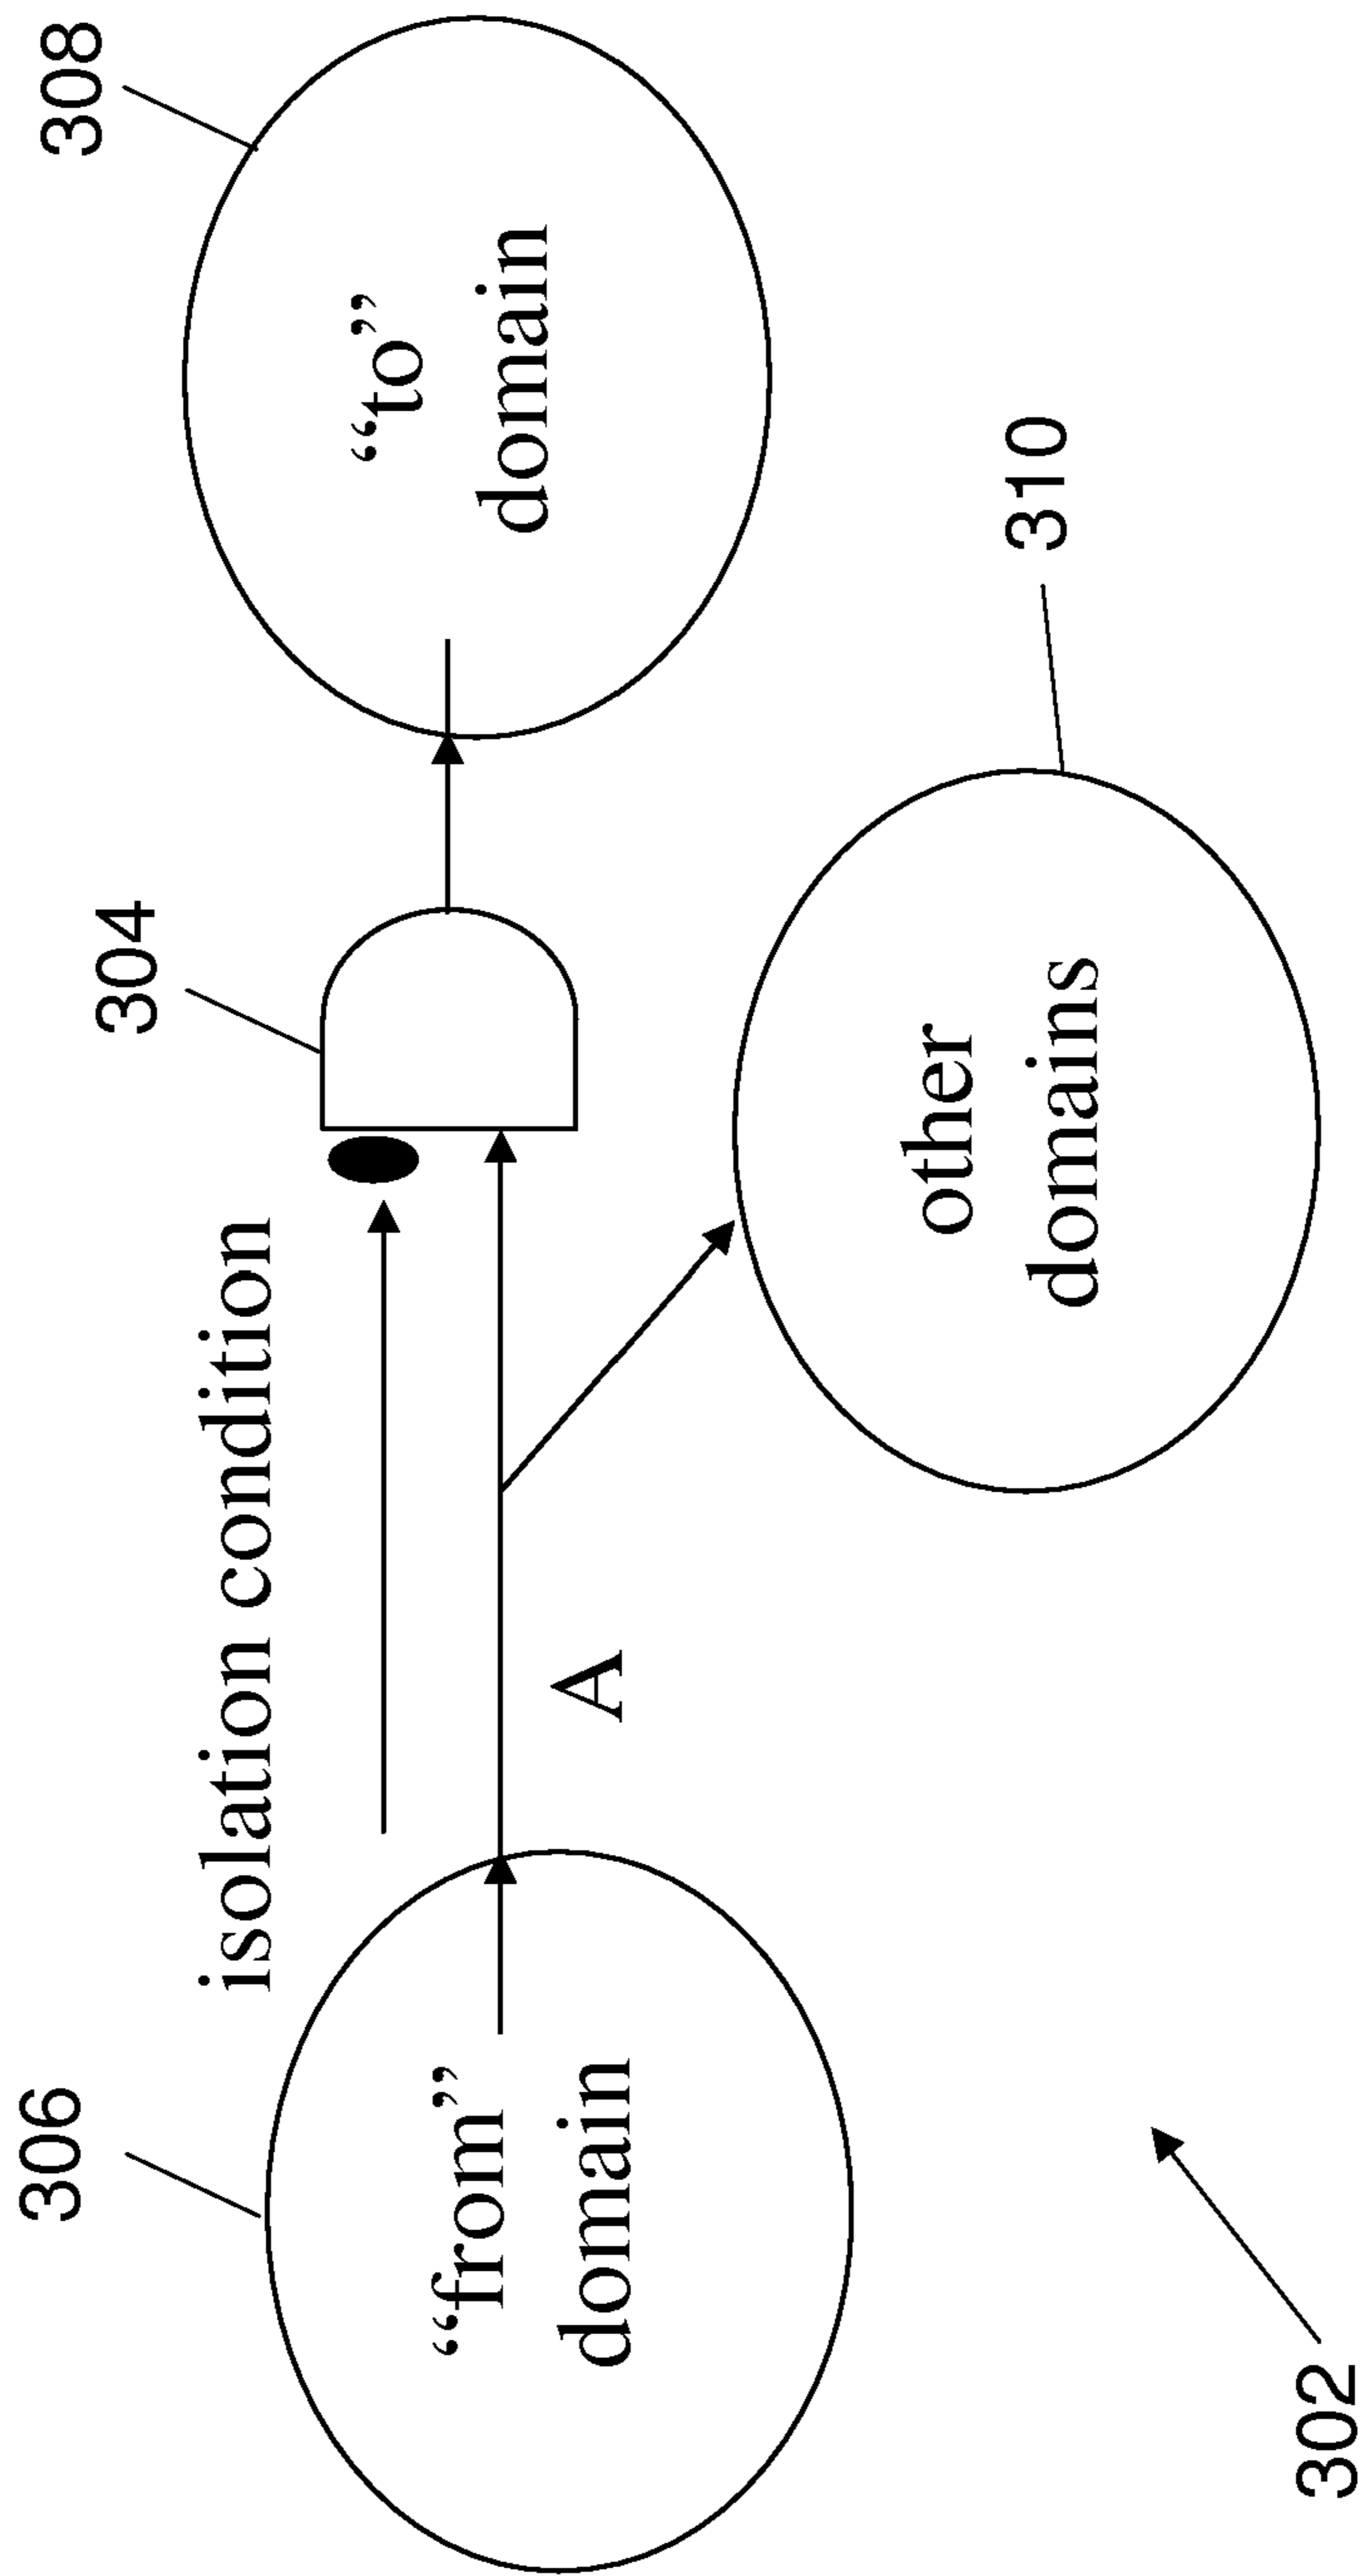 308
304
isolation condition
306
“to”
domain
“from”
domain
A
310
other
domains
302